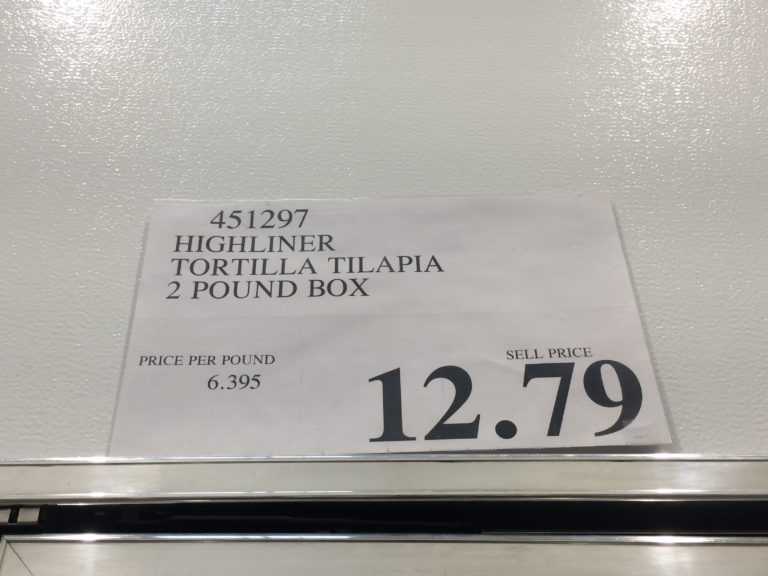 451297
HIGHLINER
TORTILLA TILAPIA
2 POUND BOX
PRICE PER POUND
6.395
SELL PRICE
12.79